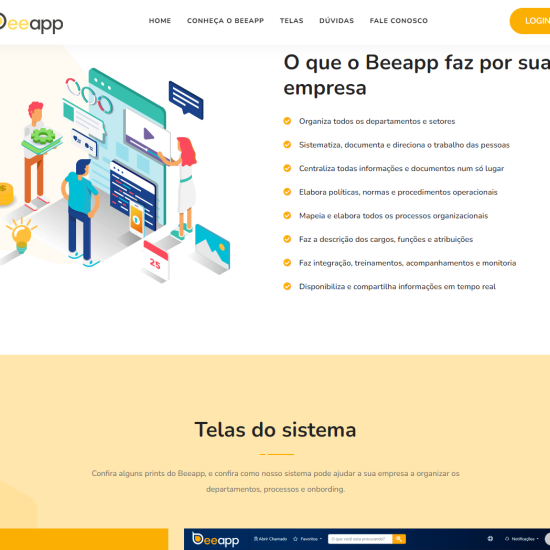 Beeapp
HOME
CONHEÇA O BEEAPP
TELAS
DÚVIDAS
FALE CONOSCO
LOGIN
O que o Beeapp faz por sua
empresa
Organiza todos os departamentos e setores
Sistematiza, documenta e direciona o trabalho das pessoas
Centraliza todas informações e documentos num só lugar
Elabora políticas, normas e procedimentos operacionais
Mapeia e elabora todos os processos organizacionais
Faz a descrição dos cargos, funções e atribuições
Faz integração, treinamentos, acompanhamentos e monitoria
Disponibiliza e compartilha informações em tempo real
25
Telas do sistema
Confira alguns prints do Beeapp, e confira como nosso sistema pode ajudar a sua empresa a organizar os
departamentos, processos e onbording.
Beeapp
Abrir Chamado
Favoritos
O que você está procurando?
Notificações